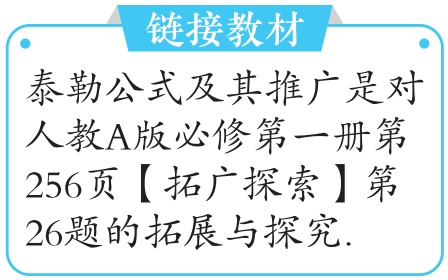 链接教材
泰勒公式及其推广是对
人教A版必修第一册第
256页【拓广探索】第
26题的拓展与探究.